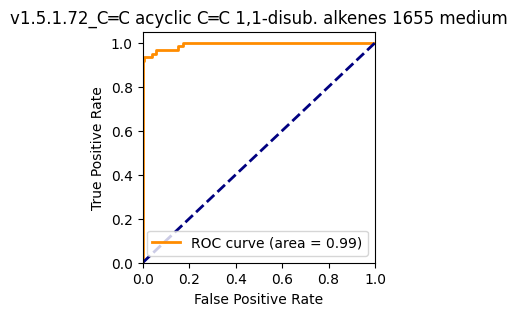 v1.5.1.72_C═C acyclic C═C 1,1-disub. alkenes 1655 medium
1.0
0.8
0.6
0.4
0.2
0.0
True Positive Rate
ROC curve (area = 0.99)
0.0 0.2 0.4 0.6 0.8 1.0
False Positive Rate